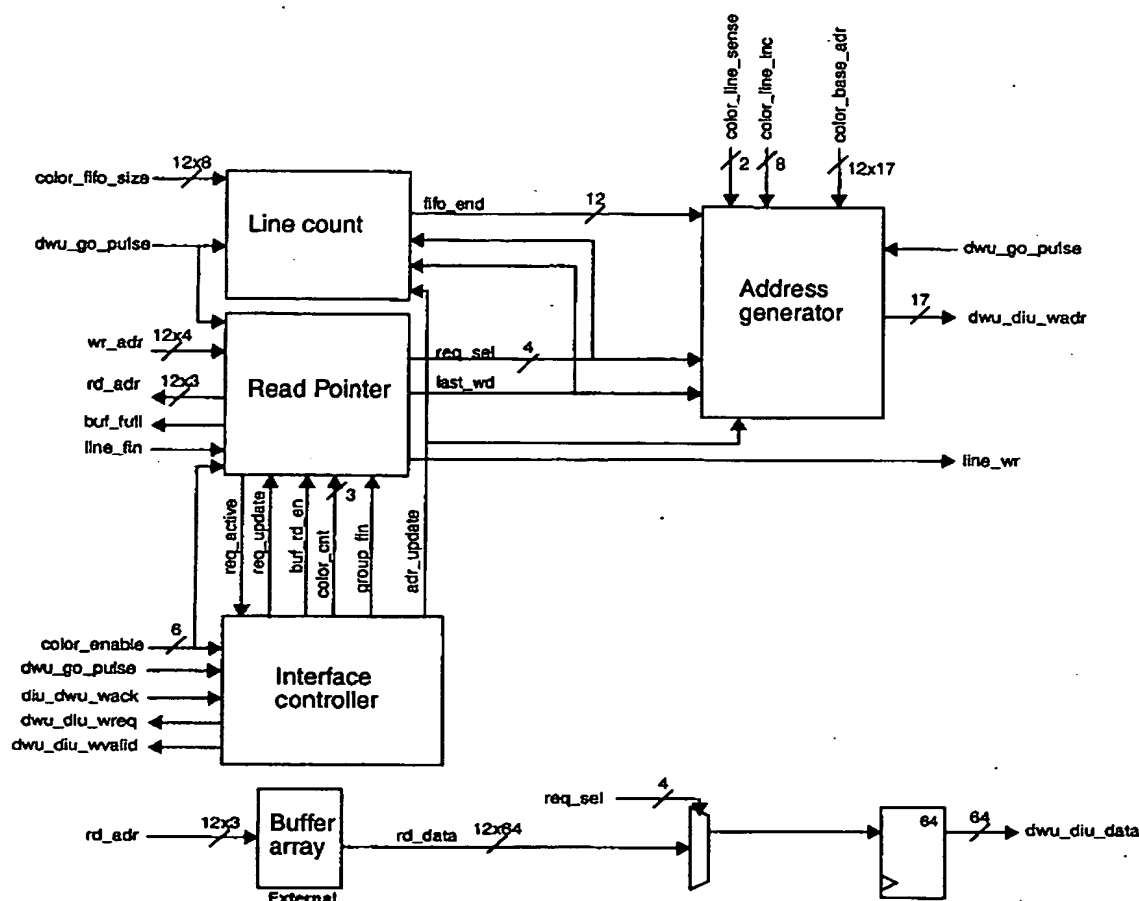 color_line_sense
color_line_inc
color_base_adr
2
8
12x17
color_fifo_size
12x8
Line count
fifo_end
12
dwu_go_pulse
dwu_go_pulse
Address
generator
17
dwu_diu_wadr
wr_adr
12x4
req_sel
4
rd_adr
12x3
Read Pointer
last_wd
buf_full
line_fin
line_wr
3
req_active
req_update
buf_rd_en
color_cnt
group_fin
adr_update
color_enable
6
dwu_go_pulse
Interface
controller
diu_dwu_wack
dwu_diu_wreq
dwu_diu_wvalid
req_sel
4
rd_adr
12x3
Buffer
array
rd_data
12x64
64
64
dwu_diu_data
External